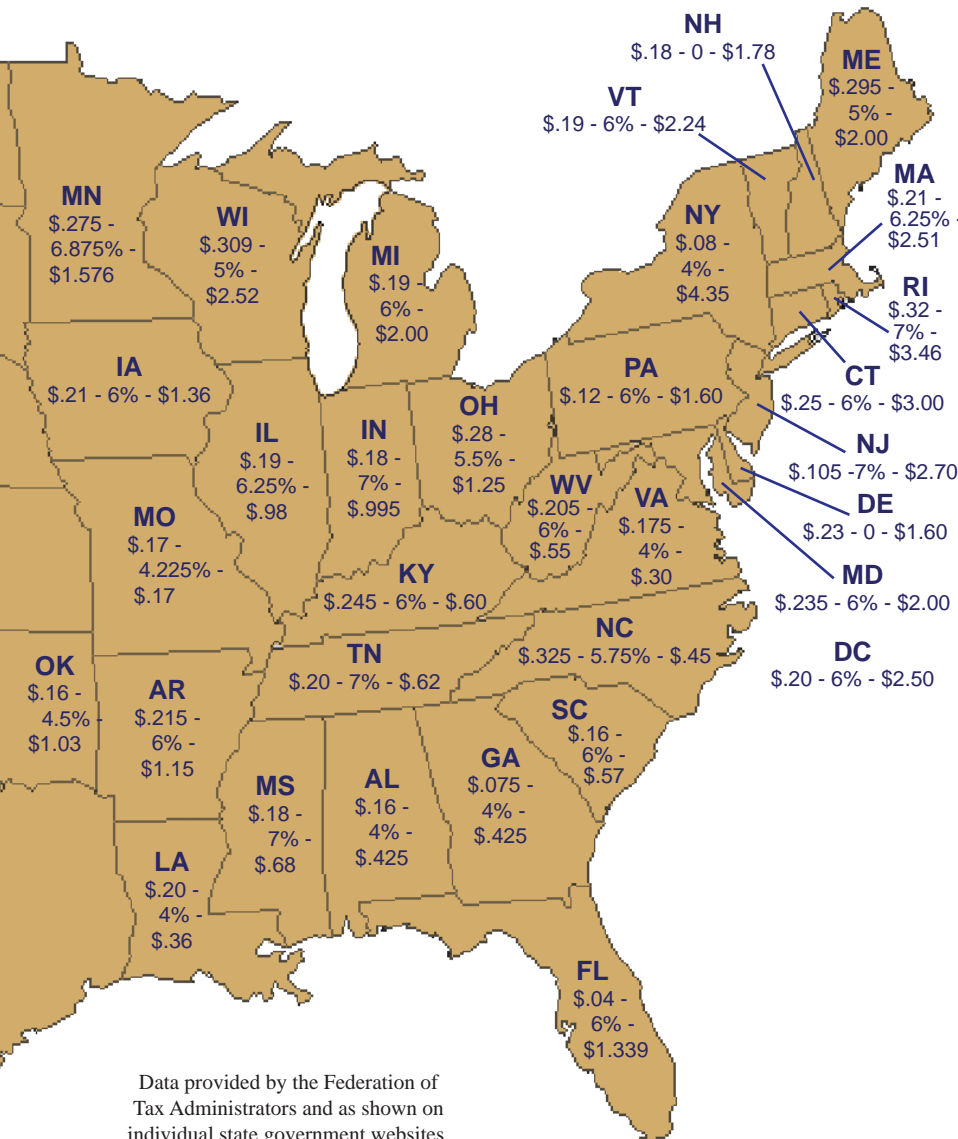 NH
$.18 - 0 - $1.78
ME
$.295 -
5% -
$2.00
VT
$.19 - 6% - $2.24
MA
$.21 -
6.25% -
$2.51
MN
$.275 -
6.875% -
$1.576
WI
$.309 -
5% -
$2.52
MI
$.19 -
6% -
$2.00
NY
$.08 -
4% -
$4.35
RI
$.32 -
7% -
$3.46
IA
$.21 - 6% - $1.36
PA
$.12 - 6% - $1.60
CT
$.25 - 6% - $3.00
IL
$.19 -
6.25% -
$.98
IN
$.18 -
7% -
$.995
OH
$.28 -
5.5% -
$1.25
NJ
$.105 -7% - $2.70
WV
$.205 -
6% -
$.55
VA
$.175 -
4% -
$.30
DE
$.23 - 0 - $1.60
MO
$.17 -
4.225% -
$.17
KY
$.245 - 6% - $.60
MD
$.235 - 6% - $2.00
NC
$.325 - 5.75% - $.45
DC
$.20 - 6% - $2.50
TN
$.20 - 7% - $.62
OK
$.16 -
4.5% -
$1.03
AR
$.215 -
6% -
$1.15
SC
$.16 -
6% -
$.57
MS
$.18 -
7% -
$.68
AL
$.16 -
4% -
$.425
GA
$.075 -
4% -
$.425
LA
$.20 -
4% -
$.36
FL
$.04 -
6% -
$1.339
Data provided by the Federation of
Tax Administrators and as shown on
individual state government websites